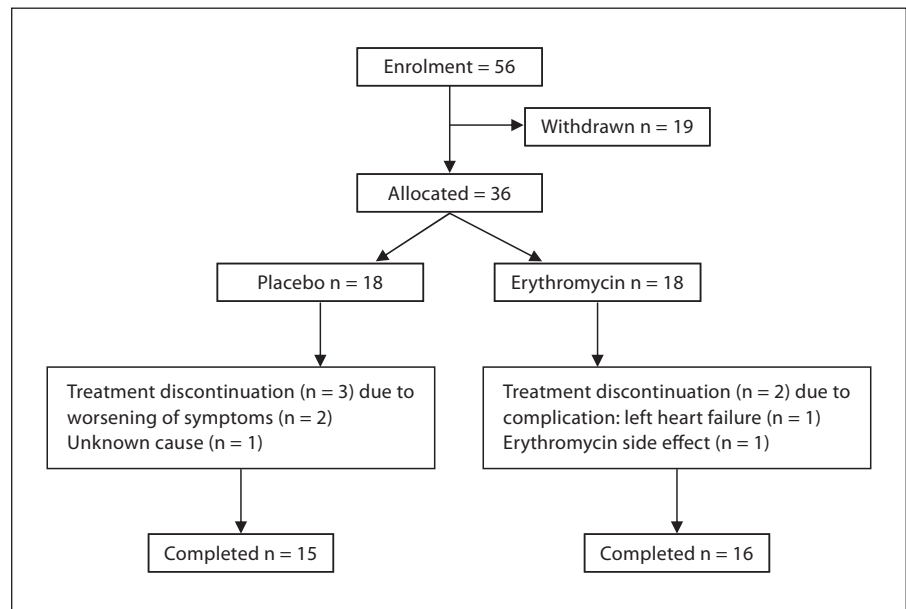 Enrolment = 56
Withdrawn n = 19
Allocated = 36
Placebo n = 18
Erythromycin n = 18
Treatment discontinuation (n = 3) due to
worsening of symptoms (n = 2)
Unknown cause (n = 1)
Treatment discontinuation (n = 2) due to
complication: left heart failure (n = 1)
Erythromycin side effect (n = 1)
Completed n = 15
Completed n = 16